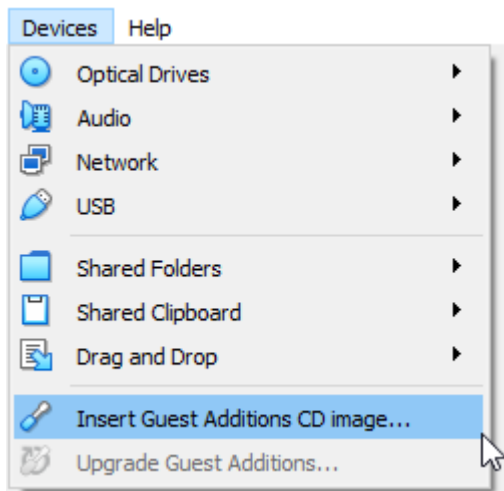 Devices Help
Optical Drives
Audio
Network
USB
Shared Folders
Shared Clipboard
Drag and Drop
Insert Guest Additions CD image...
Upgrade Guest Additions...